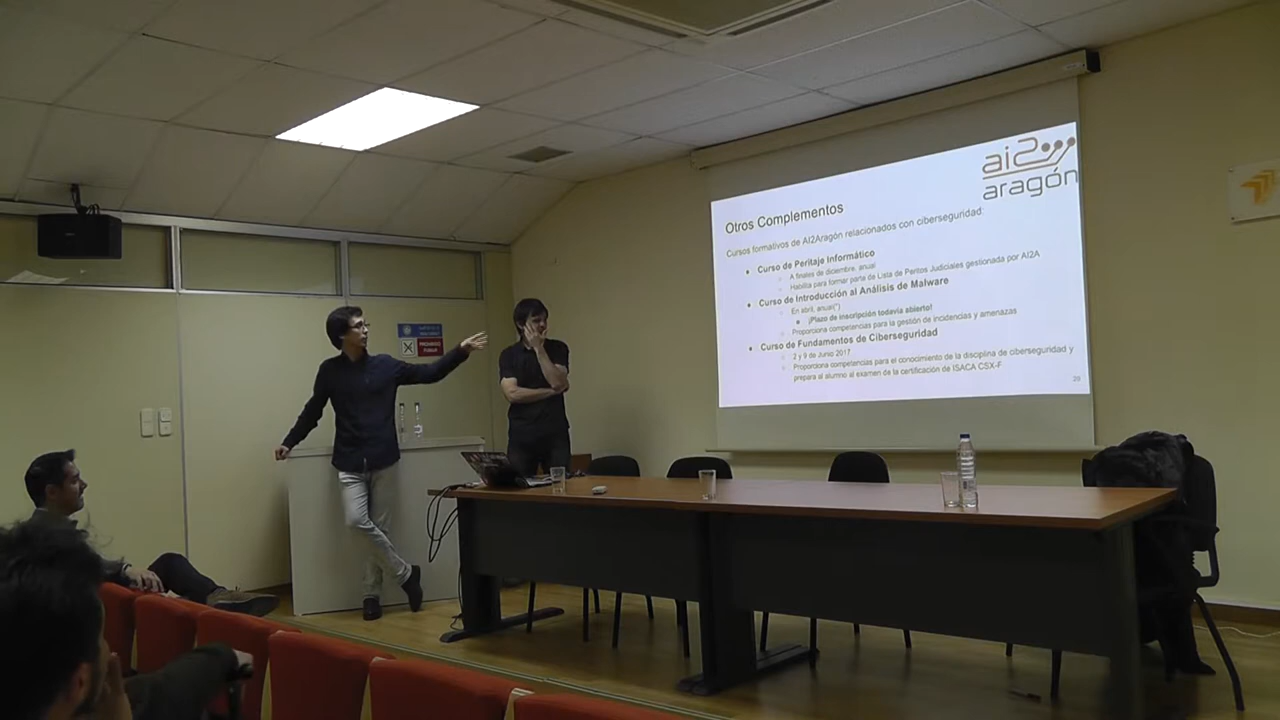 ai2
aragón
Otros Complementos
Cursos formativos de AI2Aragón relacionados con ciberseguridad:
Curso de Peritaje Informático
A finales de diciembre, anual
Habilita para formar parte de Lista de Peritos Judiciales gestionada por AI2A
Curso de Introducción al Análisis de Malware
En abril, anual(*)
¡Plazo de inscripción todavía abierto!
Proporciona competencias para la gestión de incidencias y amenazas
Curso de Fundamentos de Ciberseguridad
2 y 9 de Junio 2017
Proporciona competencias para el conocimiento de la disciplina de ciberseguridad y
prepara al alumno al examen de la certificación de ISACA CSX-F
39